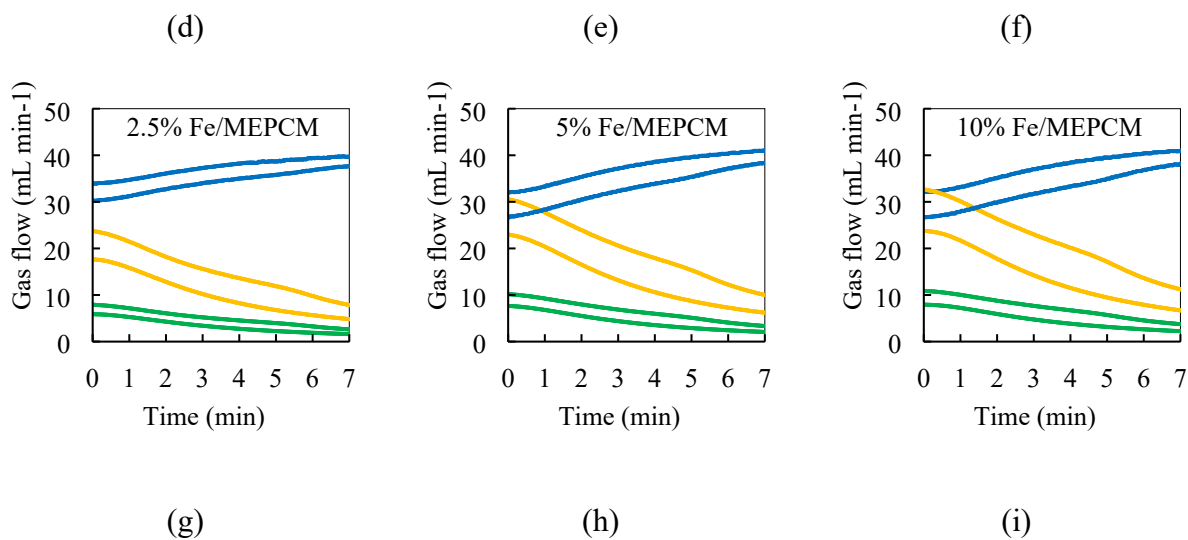 (d) (e) (f)
Gas flow (mL min-1)
50
40
30
20
10
0
2.5% Fe/MEPCM
0 1 2 3 4 5 6 7
Time (min)
Gas flow (mL min-1)
50
40
30
20
10
0
5% Fe/MEPCM
0 1 2 3 4 5 6 7
Time (min)
Gas flow (mL min-1)
50
40
30
20
10
0
10% Fe/MEPCM
0 1 2 3 4 5 6 7
Time (min)
(g) (h) (i)